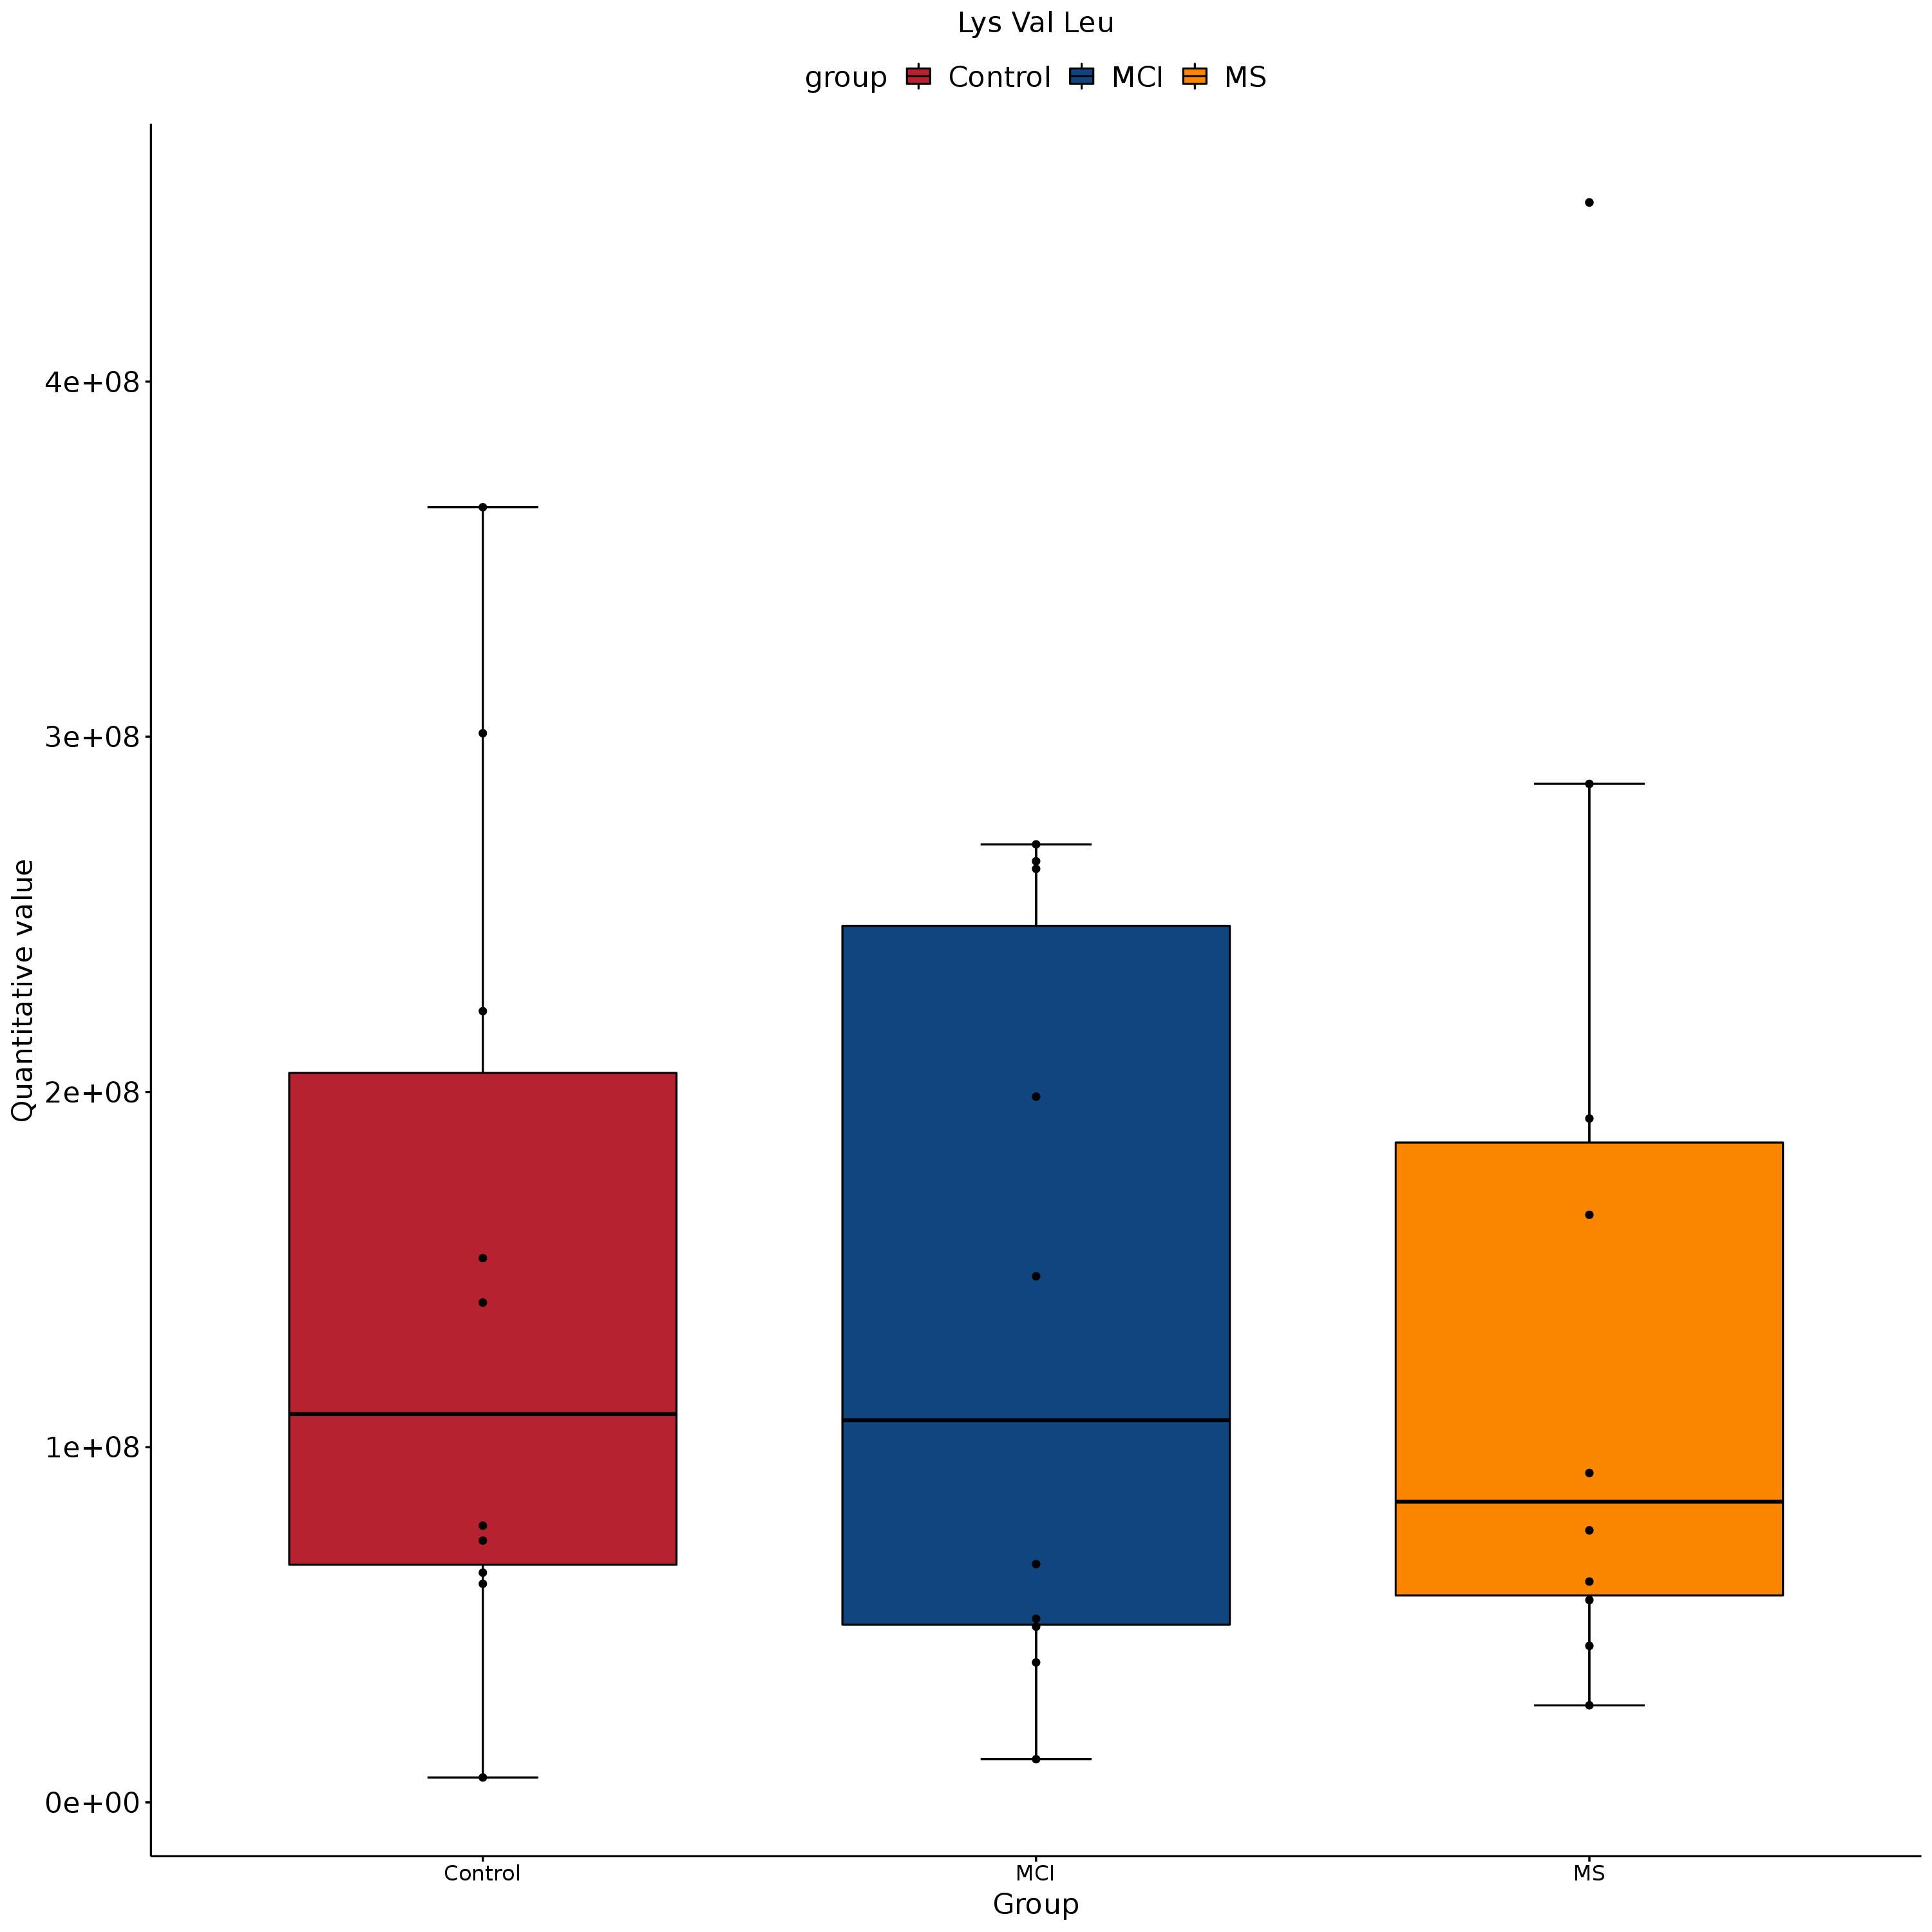 Lys Val Leu
group Control MCI MS
4e+08
3e+08
2e+08
1e+08
0e+00
Quantitative value
Control MCI MS
Group